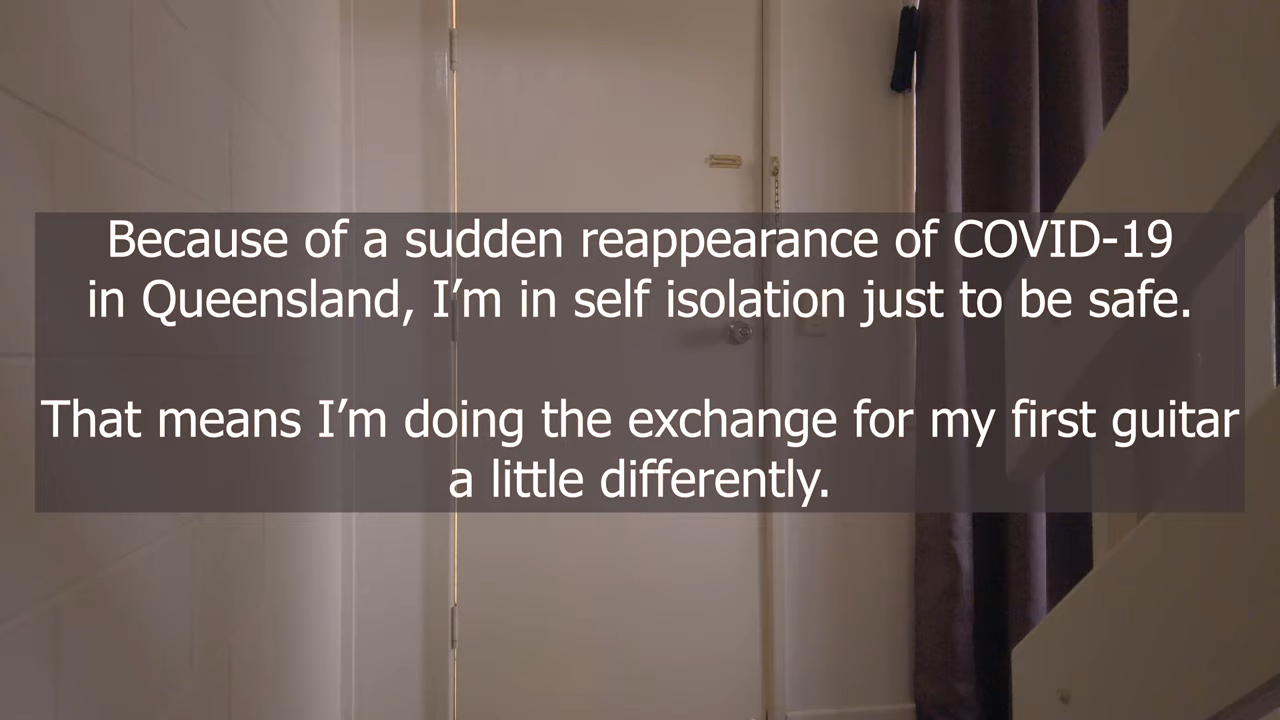 Because of a sudden reappearance of COVID-19
in Queensland, I’m in self isolation just to be safe.
That means I’m doing the exchange for my first guitar
a little differently.